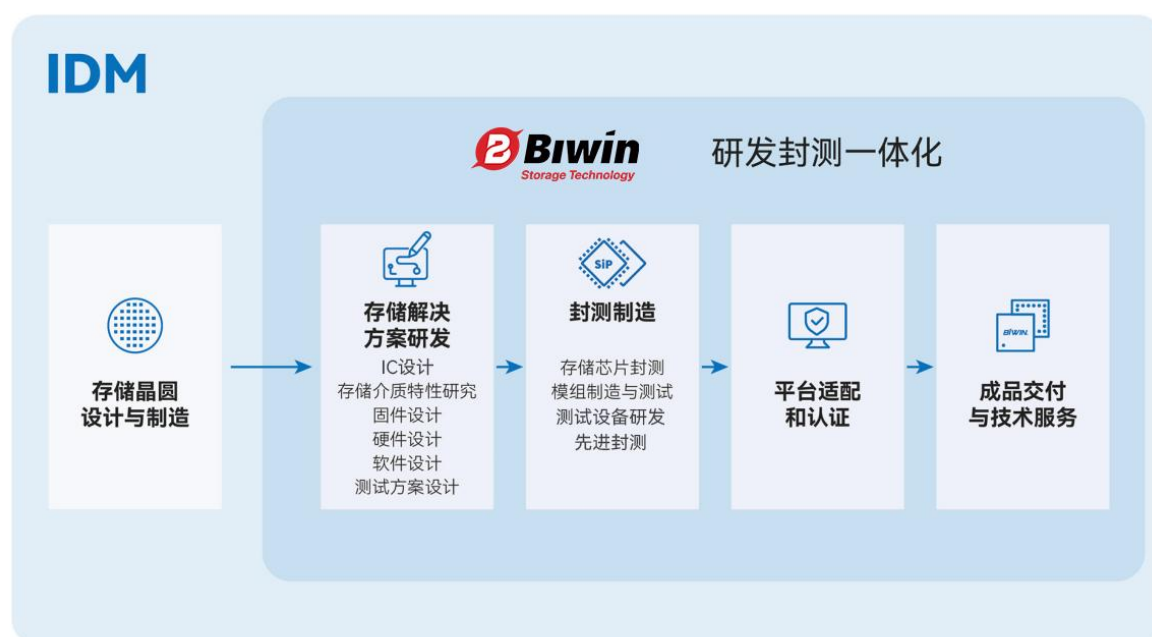 IDM
BIWIN
Storage Technology
研发封测一体化
存储晶圆
设计与制造
存储解决
方案研发
IC设计
存储介质特性研究
固件设计
硬件设计
软件设计
测试方案设计
SiP
封测制造
存储芯片封测
模组制造与测试
测试设备研发
先进封测
平台适配
和认证
BIWIN
成品交付
与技术服务